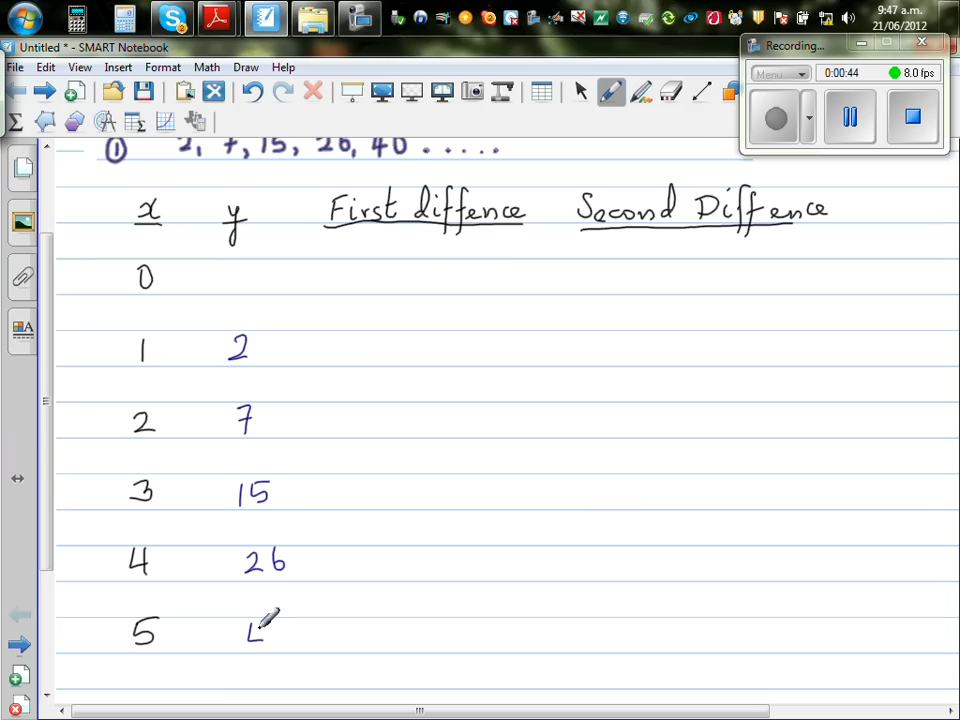 9:47 a.m.
21/06/2012
Untitled * - SMART Notebook
File Edit View Insert Format Math Draw Help
Recording...
Menu 0:00:44 8.0 fps
① 2, 7, 15, 26, 40 . . . . .
x y First diffence Second Diffence
0
1 2
2 7
3 15
4 26
5